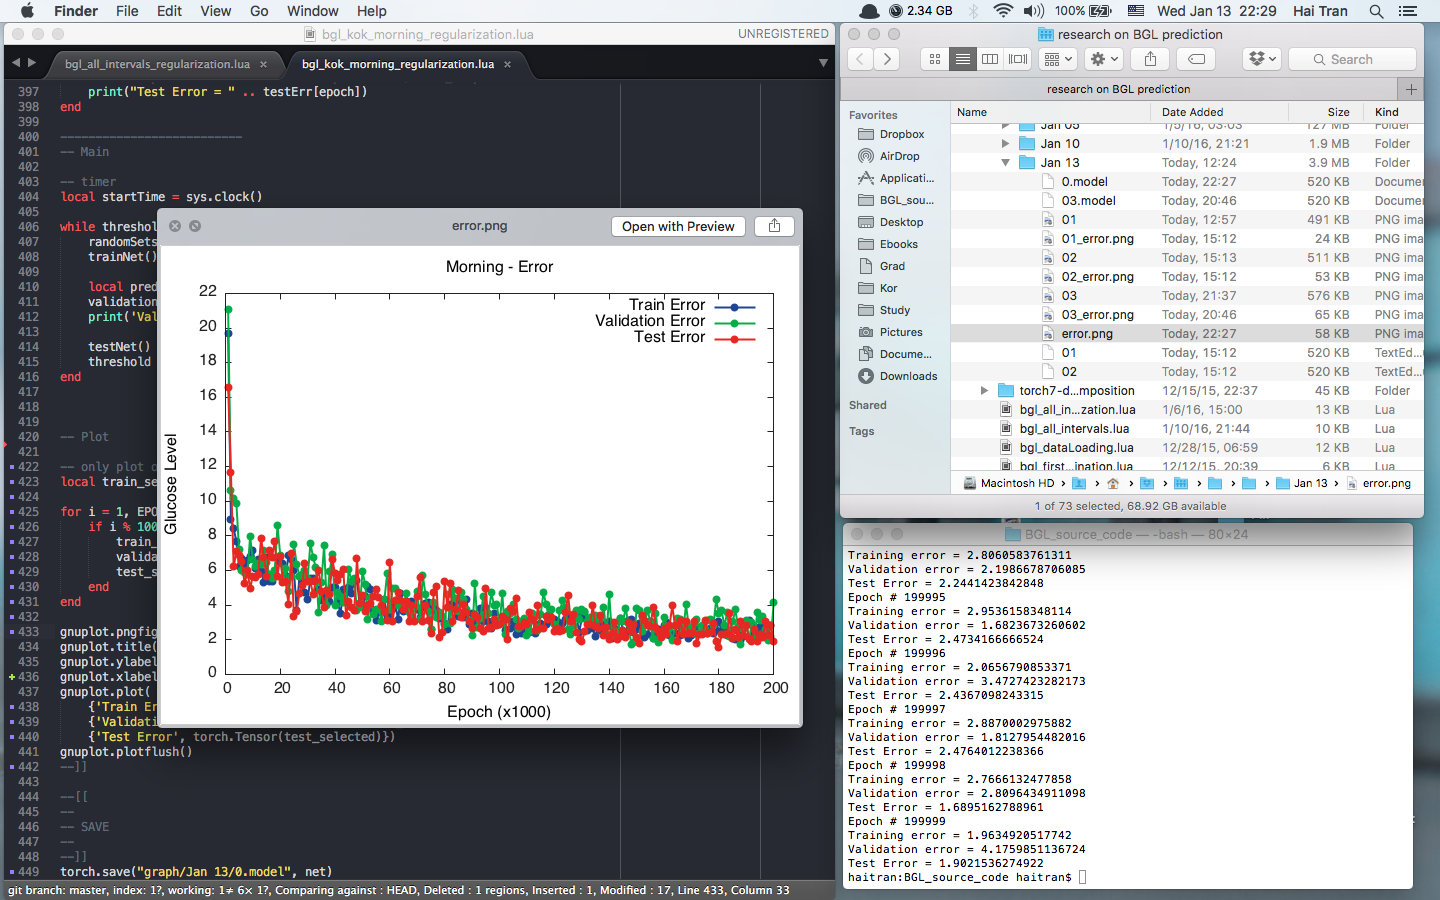 Finder File Edit View Go Window Help 2.34 GB 100% Wed Jan 13 22:29 Hai Tran
bgl_kok_morning_regularization.lua UNREGISTERED
bgl_all_intervals_regularization.lua × bgl_kok_morning_regularization.lua ×
397 print("Test Error = " .. testErr[epoch])
398 end
399
400 --------------------------
401 -- Main
402
403 -- timer
404 local startTime = sys.clock()
405
406 while threshol
407 randomSets
408 trainNet()
409
410 local pred
411 validation
412 print('Val
413
414 testNet()
415 threshold
416 end
417
418
419
420 -- Plot
421
422 -- only plot o
423 local train_se
424
425 for i = 1, EPO
426 if i % 100
427 train_
428 valida
429 test_s
430 end
431 end
432
433 gnuplot.pngfig
434 gnuplot.title(
435 gnuplot.ylabel
436 gnuplot.xlabel
437 gnuplot.plot(
438 {'Train Er
439 {'Validati
440 {'Test Error', torch.Tensor(test_selected)})
441 gnuplot.plotflush()
442 --]]
443
444 --[[
445 --
446 -- SAVE
447 --
448 --]]
449 torch.save("graph/Jan 13/0.model", net)
git branch: master, index: 1?, working: 1≠ 6× 1?, Comparing against : HEAD, Deleted : 1 regions, Inserted : 1, Modified : 17, Line 433, Column 33
error.png Open with Preview
Morning - Error
Train Error
Validation Error
Test Error
22
20
18
16
14
12
10
8
6
4
2
0
Glucose Level
0 20 40 60 80 100 120 140 160 180 200
Epoch (x1000)
research on BGL prediction
Search
research on BGL prediction +
Favorites
Dropbox
AirDrop
Applicati...
BGL_sou...
Desktop
Ebooks
Grad
Kor
Study
Pictures
Docume...
Downloads
Shared
Tags
Name Date Added Size Kind
Jan 05 1/5/16, 03:03 127 MB Folder
Jan 10 1/10/16, 21:21 1.9 MB Folder
Jan 13 Today, 12:24 3.9 MB Folder
0.model Today, 22:27 520 KB Docume
03.model Today, 20:46 520 KB Docume
01 Today, 12:57 491 KB PNG ima
01_error.png Today, 15:12 24 KB PNG ima
02 Today, 15:13 511 KB PNG ima
02_error.png Today, 15:12 53 KB PNG ima
03 Today, 21:37 576 KB PNG ima
03_error.png Today, 20:46 65 KB PNG ima
error.png Today, 22:27 58 KB PNG ima
01 Today, 15:12 520 KB TextEd...
02 Today, 15:12 520 KB TextEd...
torch7-d...mposition 12/15/15, 22:37 45 KB Folder
bgl_all_in...zation.lua 1/6/16, 15:00 13 KB Lua
bgl_all_intervals.lua 1/10/16, 21:44 10 KB Lua
bgl_dataLoading.lua 12/28/15, 06:59 12 KB Lua
bgl_first...ination.lua 12/12/15, 20:39 6 KB Lua
Macintosh HD › › › › › › › Jan 13 › error.png
1 of 73 selected, 68.92 GB available
BGL_source_code — -bash — 80×24
Training error = 2.8060583761311
Validation error = 2.1986678706085
Test Error = 2.2441423842848
Epoch # 199995
Training error = 2.9536158348114
Validation error = 1.6823673260602
Test Error = 2.4734166666524
Epoch # 199996
Training error = 2.0656790853371
Validation error = 3.4727423282173
Test Error = 2.4367098243315
Epoch # 199997
Training error = 2.8870002975882
Validation error = 1.8127954482016
Test Error = 2.4764012238366
Epoch # 199998
Training error = 2.7666132477858
Validation error = 2.8096434911098
Test Error = 1.6895162788961
Epoch # 199999
Training error = 1.9634920517742
Validation error = 4.1759851136724
Test Error = 1.9021536274922
haitran:BGL_source_code haitran$